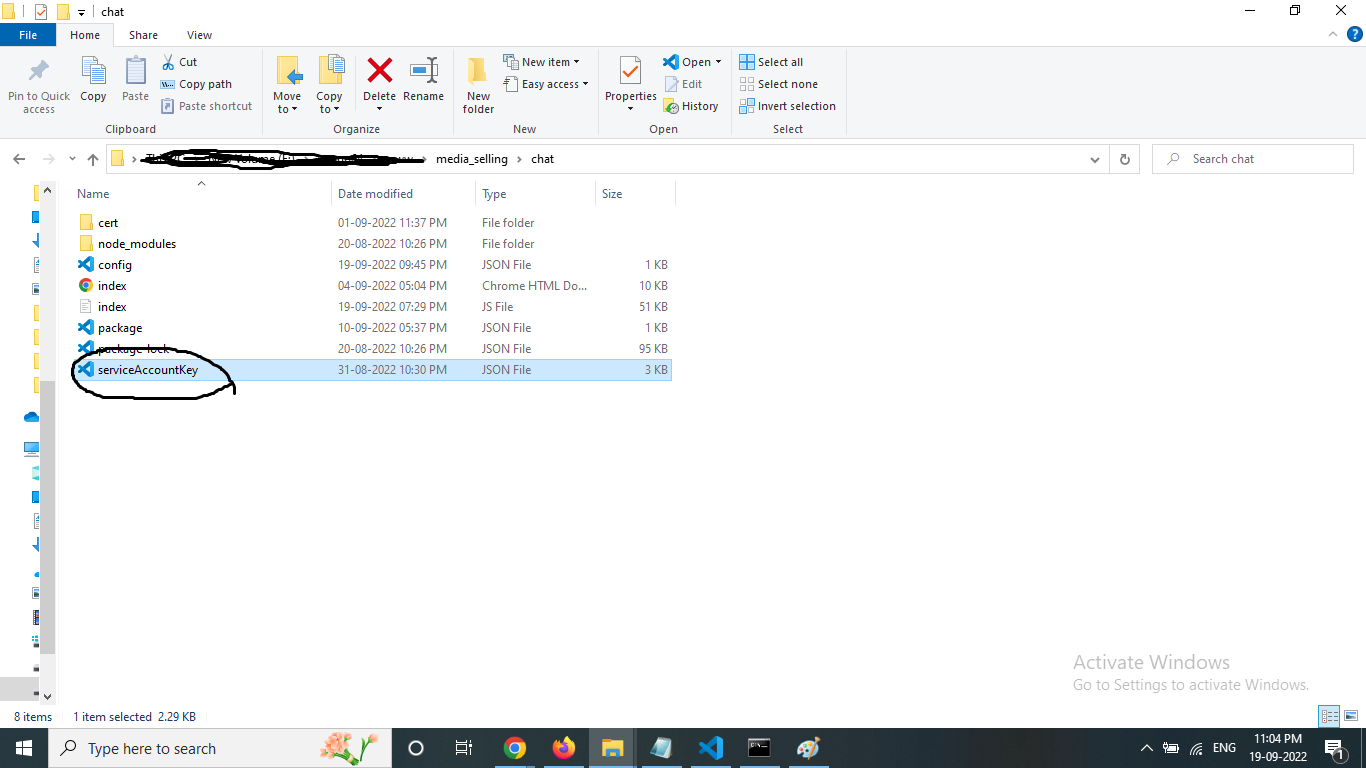 chat
File Home Share View
Pin to Quick access
Copy
Paste
Cut
Copy path
Paste shortcut
Clipboard
Move to
Copy to
Delete
Rename
Organize
New folder
New item
Easy access
New
Properties
Open
Edit
History
Open
Select all
Select none
Invert selection
Select
media_selling > chat
Search chat
Name Date modified Type Size
cert 01-09-2022 11:37 PM File folder
node_modules 20-08-2022 10:26 PM File folder
config 19-09-2022 09:45 PM JSON File 1 KB
index 04-09-2022 05:04 PM Chrome HTML Do... 10 KB
index 19-09-2022 07:29 PM JS File 51 KB
package 10-09-2022 05:37 PM JSON File 1 KB
package-lock 20-08-2022 10:26 PM JSON File 95 KB
serviceAccountKey 31-08-2022 10:30 PM JSON File 3 KB
Activate Windows
Go to Settings to activate Windows.
8 items 1 item selected 2.29 KB
Type here to search
ENG
11:04 PM
19-09-2022
1